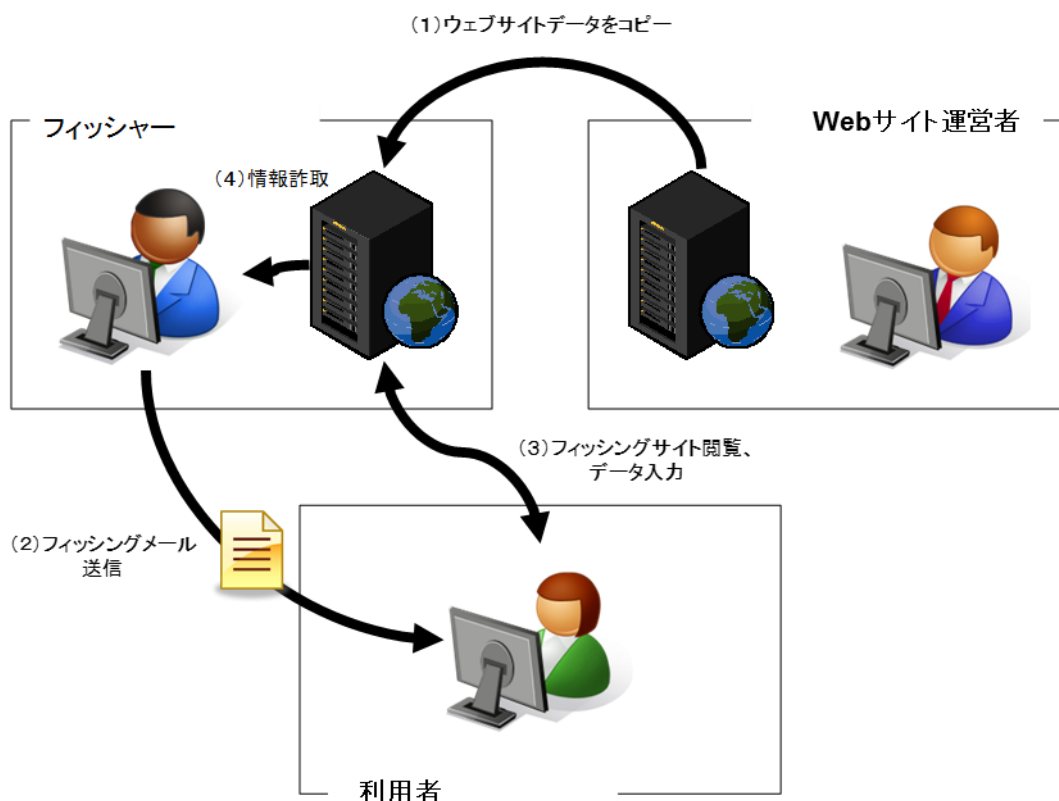 (1)ウェブサイトデータをコピー
フィッシャー
Webサイト運営者
(4)情報詐取
(3)フィッシングサイト閲覧、
データ入力
(2)フィッシングメール
送信
利用者